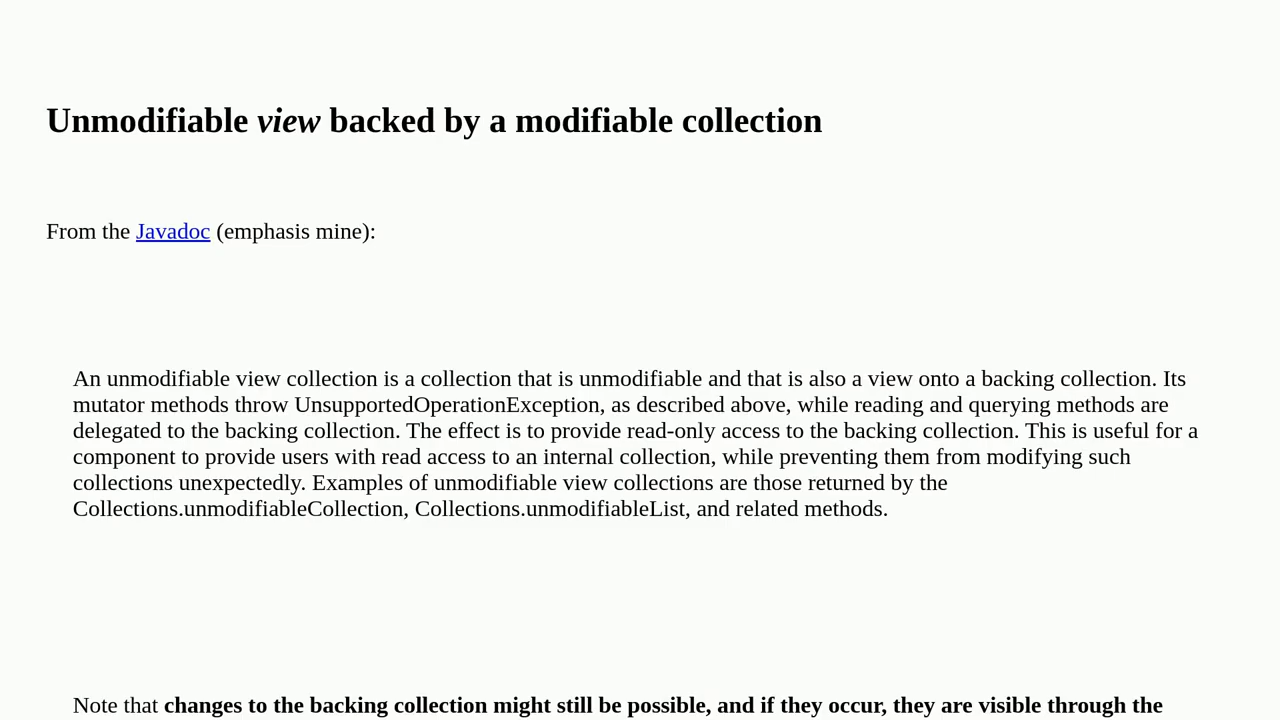 Unmodifiable view backed by a modifiable collection
From the Javadoc (emphasis mine):
An unmodifiable view collection is a collection that is unmodifiable and that is also a view onto a backing collection. Its
mutator methods throw UnsupportedOperationException, as described above, while reading and querying methods are
delegated to the backing collection. The effect is to provide read-only access to the backing collection. This is useful for a
component to provide users with read access to an internal collection, while preventing them from modifying such
collections unexpectedly. Examples of unmodifiable view collections are those returned by the
Collections.unmodifiableCollection, Collections.unmodifiableList, and related methods.
Note that changes to the backing collection might still be possible, and if they occur, they are visible through the